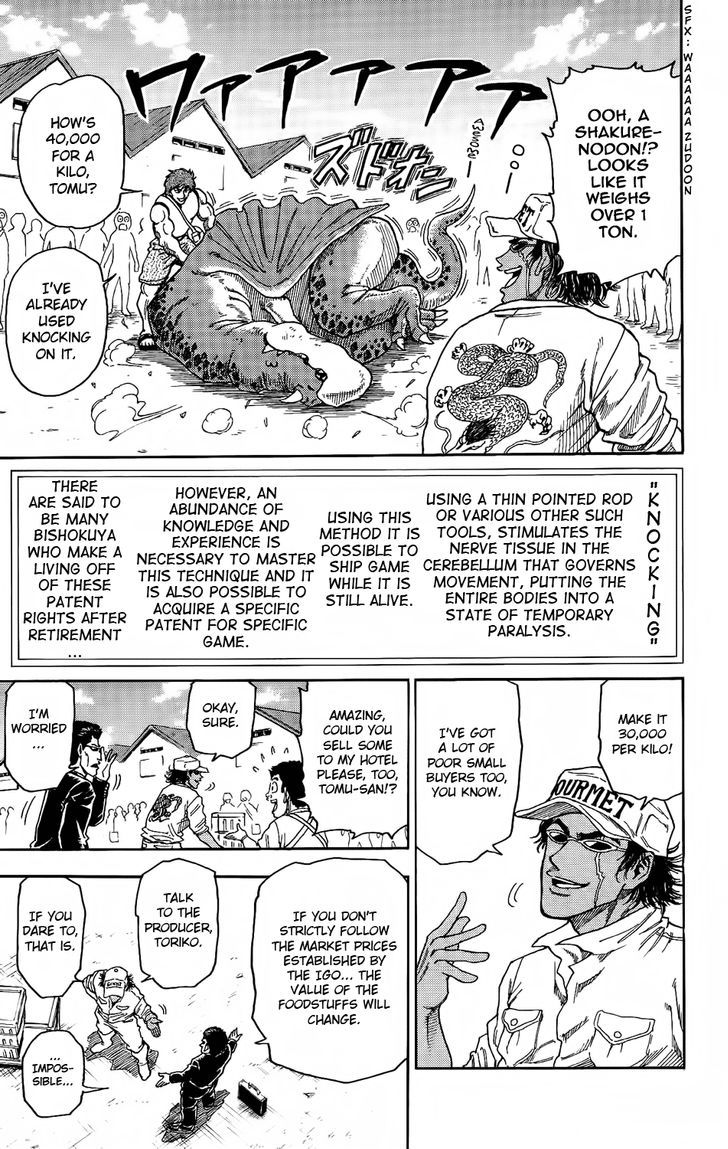 SFX: WAAAAAA ZUDOON
ワァァァァァ
ズドオォン
OOH, A
SHAKURE-
NODON!?
LOOKS
LIKE IT
WEIGHS
OVER 1
TON.
HOW'S
40,000
FOR A
KILO,
TOMU?
I'VE
ALREADY
USED
KNOCKING
ON IT.
"KNOCKING"
USING A THIN POINTED ROD
OR VARIOUS OTHER SUCH
TOOLS, STIMULATES THE
NERVE TISSUE IN THE
CEREBELLUM THAT GOVERNS
MOVEMENT, PUTTING THE
ENTIRE BODIES INTO A
STATE OF TEMPORARY
PARALYSIS.
USING THIS
METHOD IT IS
POSSIBLE TO
SHIP GAME
WHILE IT IS
STILL ALIVE.
HOWEVER, AN
ABUNDANCE OF
KNOWLEDGE AND
EXPERIENCE IS
NECESSARY TO MASTER
THIS TECHNIQUE AND IT
IS ALSO POSSIBLE TO
ACQUIRE A SPECIFIC
PATENT FOR SPECIFIC
GAME.
THERE
ARE SAID TO
BE MANY
BISHOKUYA
WHO MAKE A
LIVING OFF
OF THESE
PATENT
RIGHTS AFTER
RETIREMENT
...
MAKE IT
30,000
PER KILO!
I'VE GOT
A LOT OF
POOR SMALL
BUYERS TOO,
YOU KNOW.
GOURMET
AMAZING,
COULD YOU
SELL SOME
TO MY HOTEL
PLEASE, TOO,
TOMU-SAN!?
OKAY,
SURE.
I'M
WORRIED
...
IF YOU DON'T
STRICTLY FOLLOW
THE MARKET PRICES
ESTABLISHED BY
THE IGO... THE
VALUE OF THE
FOODSTUFFS WILL
CHANGE.
TALK
TO THE
PRODUCER,
TORIKO.
IF YOU
DARE TO,
THAT IS.
...
IMPOS-
SIBLE...